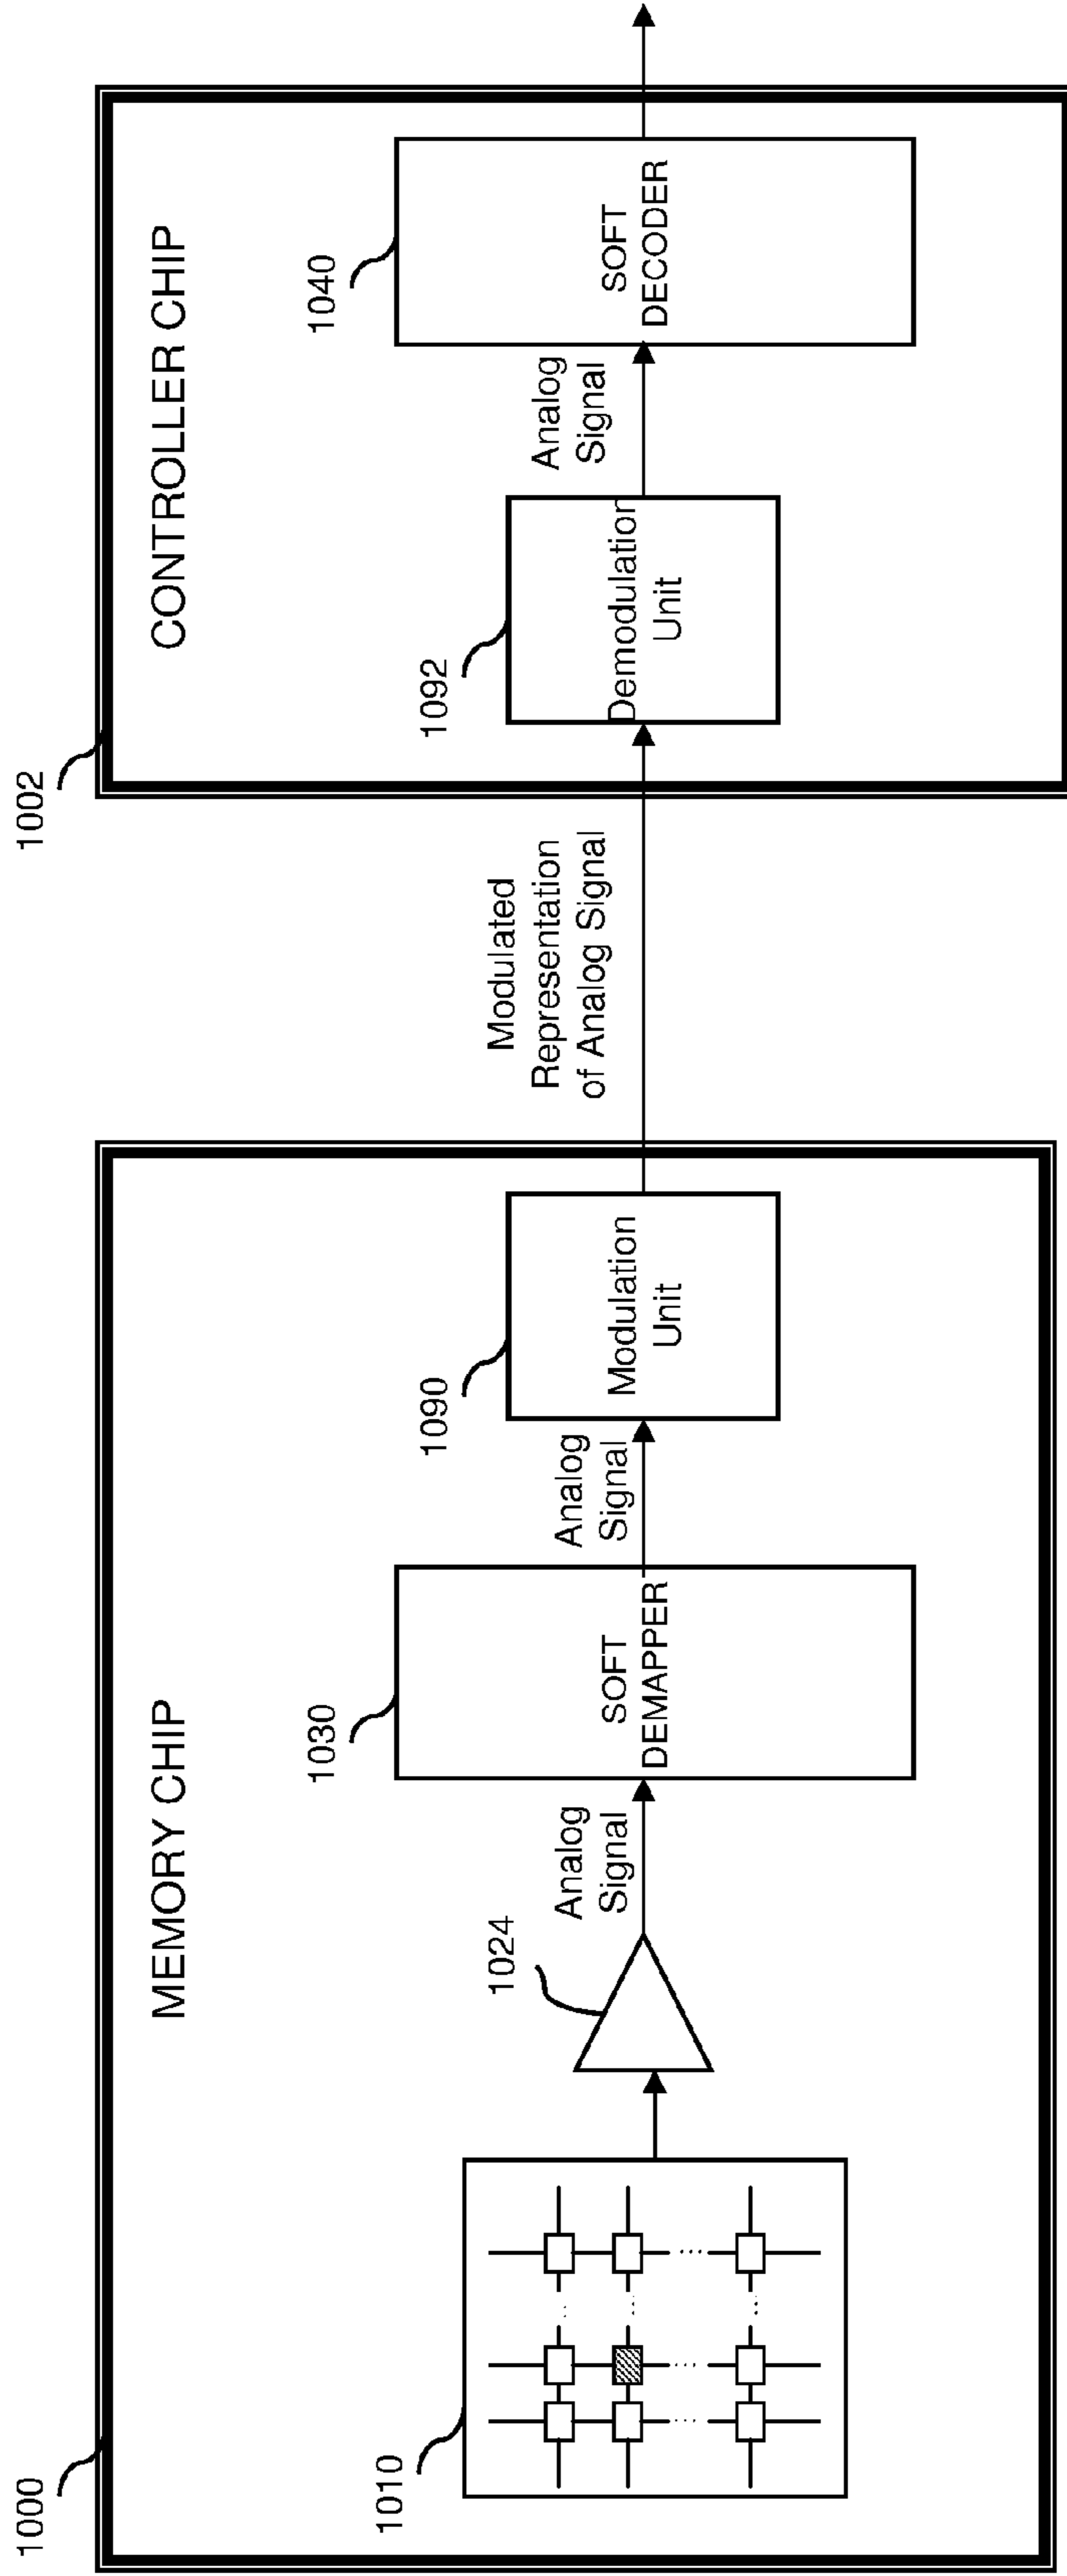 1000
MEMORY CHIP
1010
1024
Analog
Signal
1030
SOFT
DEMAPPER
Analog
Signal
1090
Modulation
Unit
Modulated
Representation
of Analog Signal
1002
CONTROLLER CHIP
1092
Demodulation
Unit
Analog
Signal
1040
SOFT
DECODER